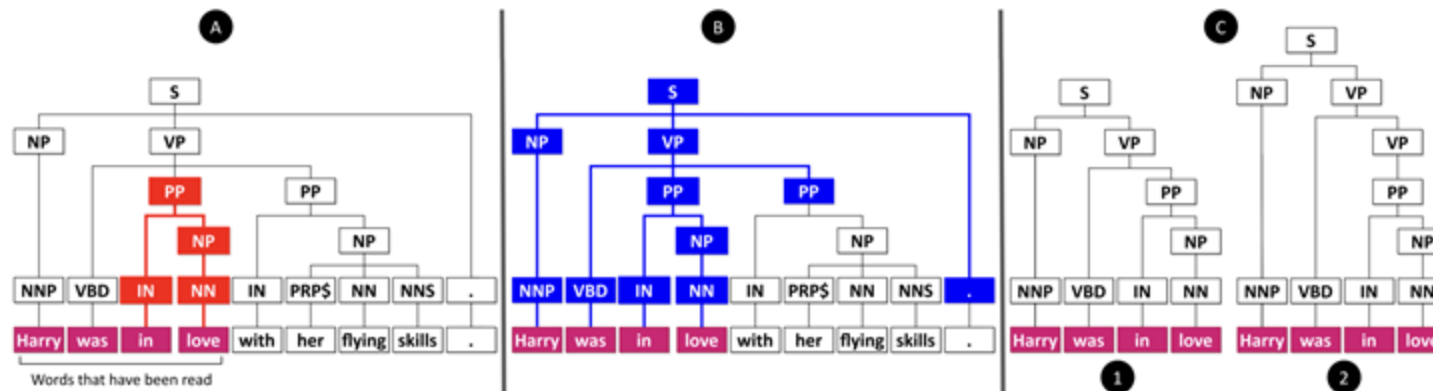 A B C
S
NP VP
PP PP
NP NP
NNP VBD IN NN IN PRP$ NN NNS .
Harry was in love with her flying skills .
Words that have been read
S
NP VP
PP PP
NP NP
NNP VBD IN NN IN PRP$ NN NNS .
Harry was in love with her flying skills .
S
NP VP
PP
NP
NNP VBD IN NN
Harry was in love
1
S
NP VP
VP
PP
NP
NNP VBD IN NN
Harry was in love
2